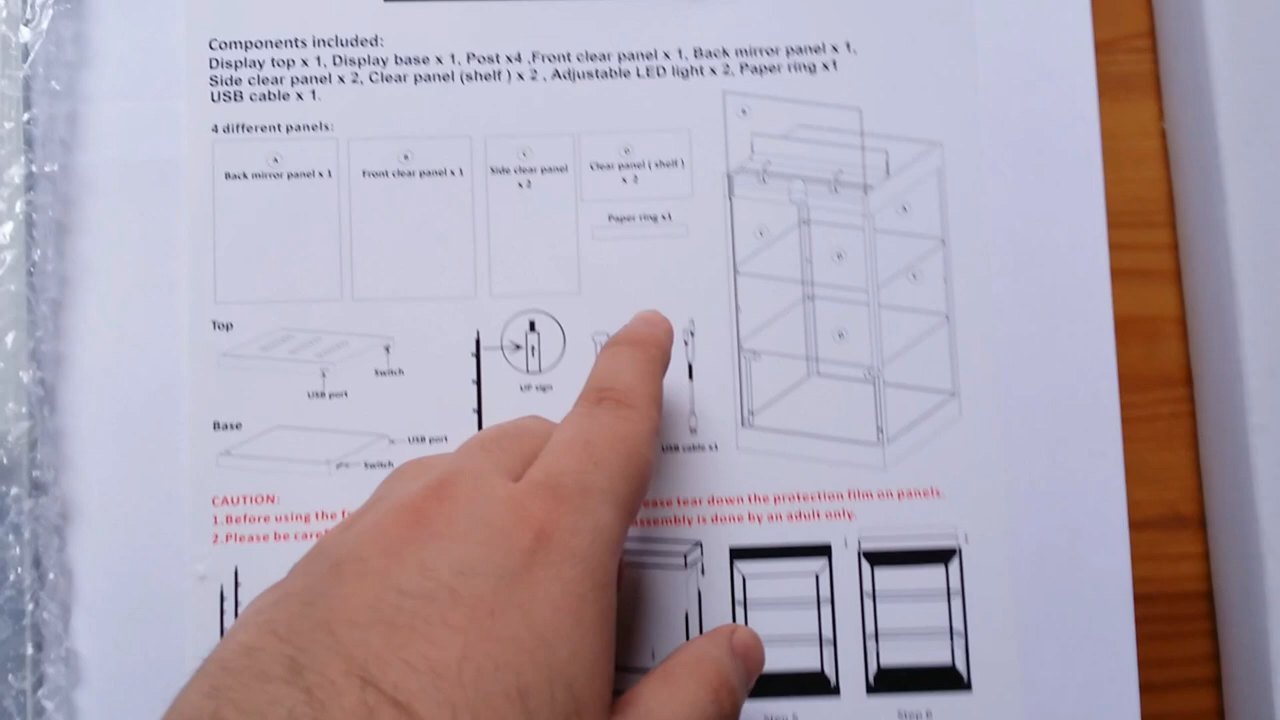 Components included:
Display top x 1, Display base x 1, Post x4 ,Front clear panel x 1, Back mirror panel x 1,
Side clear panel x 2, Clear panel (shelf ) x 2 , Adjustable LED light x 2, Paper ring x1
USB cable x 1.
4 different panels:
A
Back mirror panel x 1
B
Front clear panel x 1
Side clear panel
x 2
Clear panel ( shelf )
x 2
Paper ring x1
Top
Switch
USB port
UP sign
Base
USB port
Switch
USB cable x1
CAUTION:
1.Before using the
ease tear down the protection film on panels.
2.Please be care
assembly is done by an adult only.
Step
Step